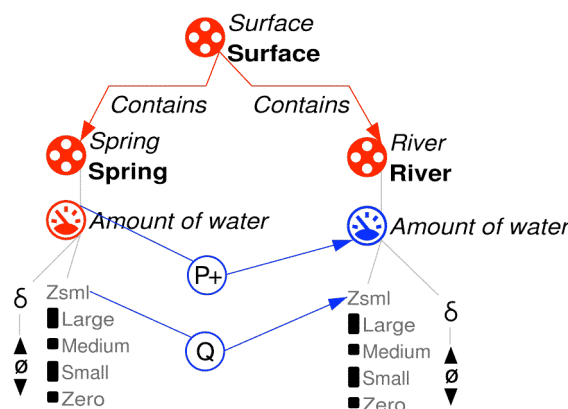 Surface
Surface
Contains
Contains
Spring
Spring
River
River
Amount of water
Amount of water
P+
δ
Zsml
Large
Medium
Small
Zero
ø
Q
Zsml
Large
Medium
Small
Zero
δ
ø